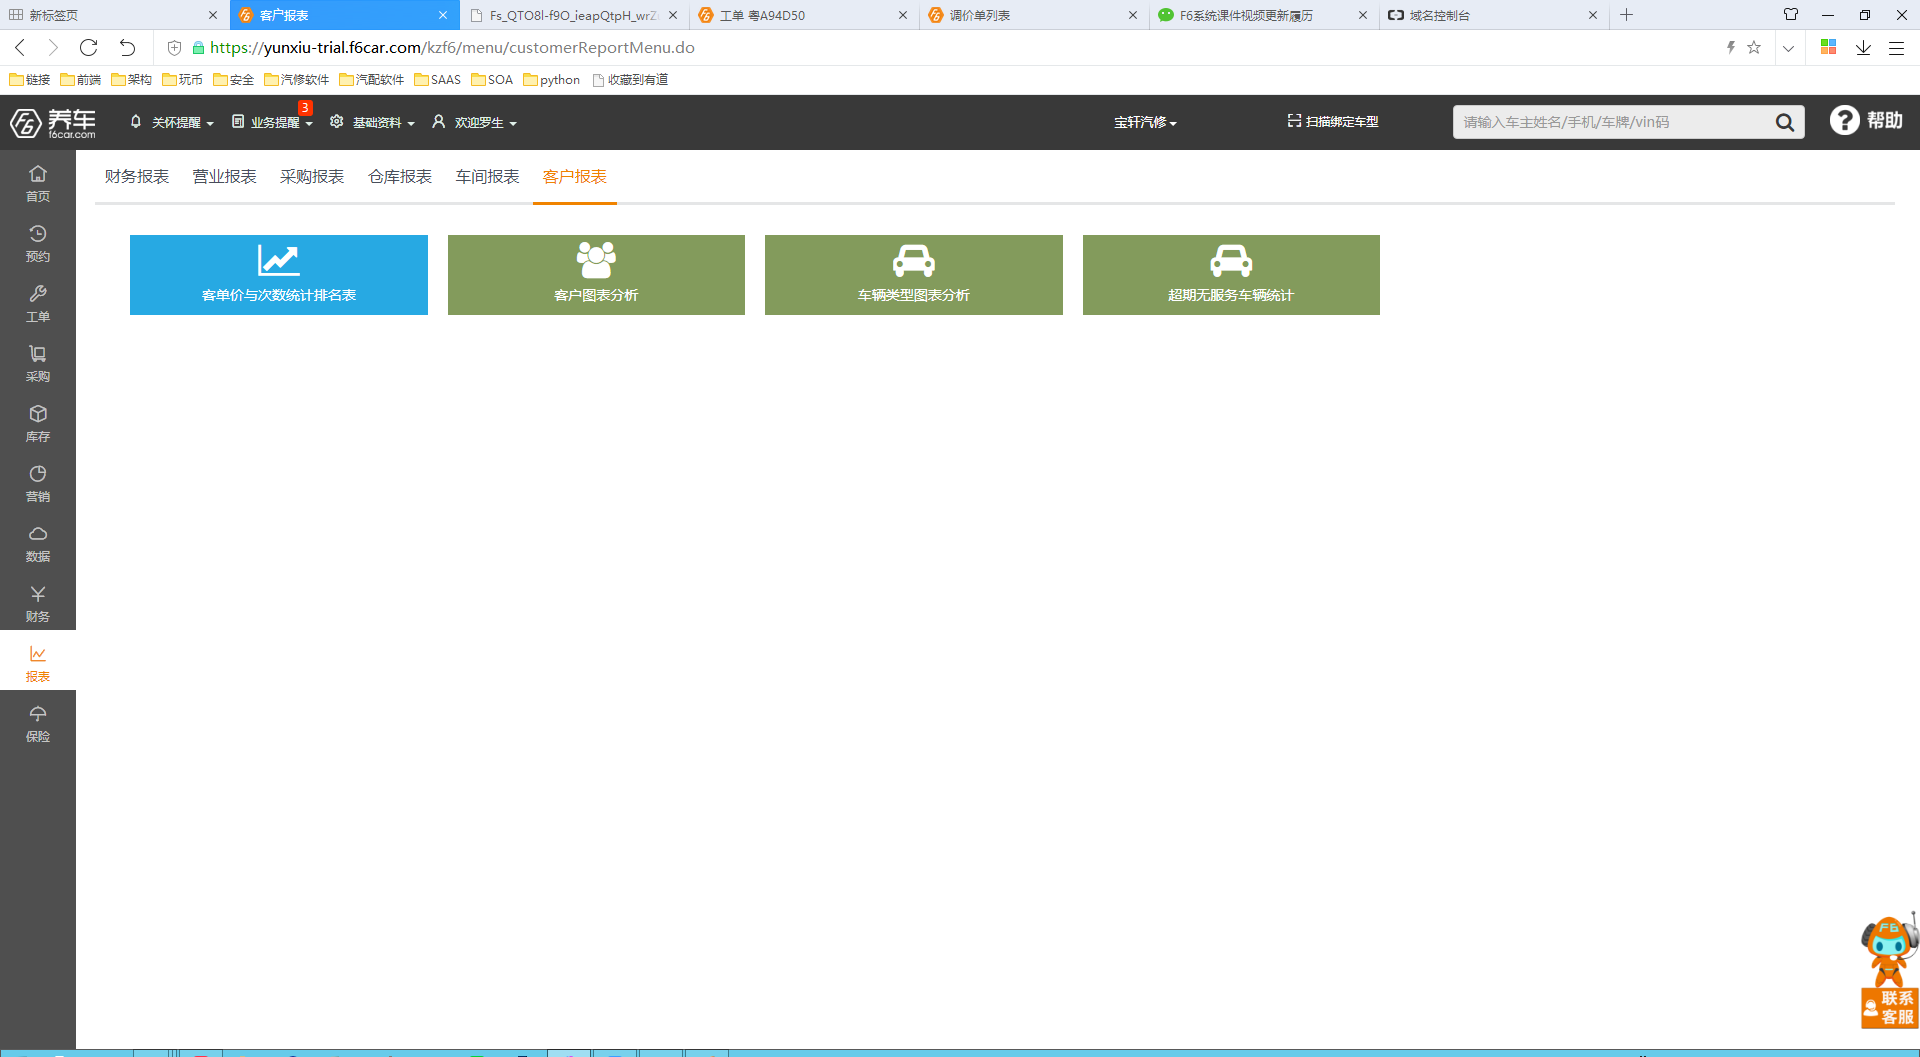 新标签页
客户报表
Fs_QTO8l-f9O_ieapQtpH_wrZ
工单 粤A94D50
调价单列表
F6系统课件视频更新履历
域名控制台
https://yunxiu-trial.f6car.com/kzf6/menu/customerReportMenu.do
链接 前端 架构 玩币 安全 汽修软件 汽配软件 SAAS SOA python 收藏到有道
F6 养车 f6car.com
关怀提醒 业务提醒 3 基础资料 欢迎罗生
宝轩汽修
扫描绑定车型
请输入车主姓名/手机/车牌/vin码
? 帮助
首页
预约
工单
采购
库存
营销
数据
财务
报表
保险
财务报表 营业报表 采购报表 仓库报表 车间报表 客户报表
客单价与次数统计排名表
客户图表分析
车辆类型图表分析
超期无服务车辆统计
F6
联系
客服